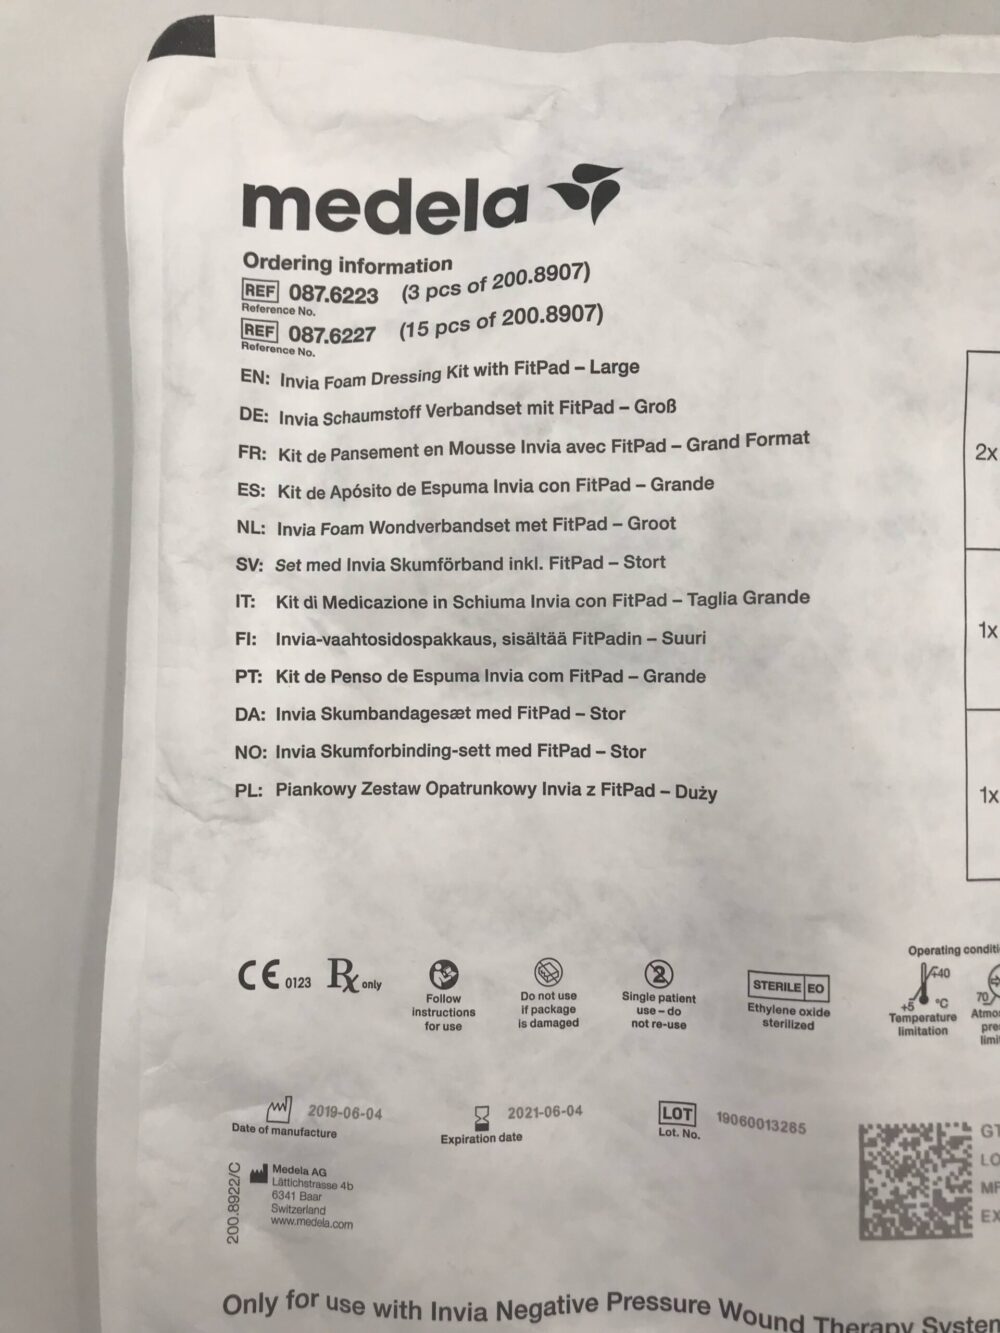 medela
Ordering information
REF 087.6223 (3 pcs of 200.8907)
Reference No.
REF 087.6227 (15 pcs of 200.8907)
Reference No.
EN: Invia Foam Dressing Kit with FitPad – Large
DE: Invia Schaumstoff Verbandset mit FitPad – Groß
FR: Kit de Pansement en Mousse Invia avec FitPad – Grand Format
ES: Kit de Apósito de Espuma Invia con FitPad – Grande
NL: Invia Foam Wondverbandset met FitPad – Groot
SV: Set med Invia Skumförband inkl. FitPad – Stort
IT: Kit di Medicazione in Schiuma Invia con FitPad – Taglia Grande
FI: Invia-vaahtosidospakkaus, sisältää FitPadin – Suuri
PT: Kit de Penso de Espuma Invia com FitPad – Grande
DA: Invia Skumbandagesæt med FitPad – Stor
NO: Invia Skumforbinding-sett med FitPad – Stor
PL: Piankowy Zestaw Opatrunkowy Invia z FitPad – Duży
2x
1x
1x
CE 0123 Rx only
Follow
instructions
for use
Do not use
if package
is damaged
2
Single patient
use – do
not re-use
STERILE EO
Ethylene oxide
sterilized
Operating conditi
+40
+5 °C
Temperature
limitation
70
Atmo
pre
limi
2019-06-04
Date of manufacture
2021-06-04
Expiration date
LOT 19060013285
Lot. No.
GT
LO
MF
EX
200.8922/C
Medela AG
Lättichstrasse 4b
6341 Baar
Switzerland
www.medela.com
Only for use with Invia Negative Pressure Wound Therapy System